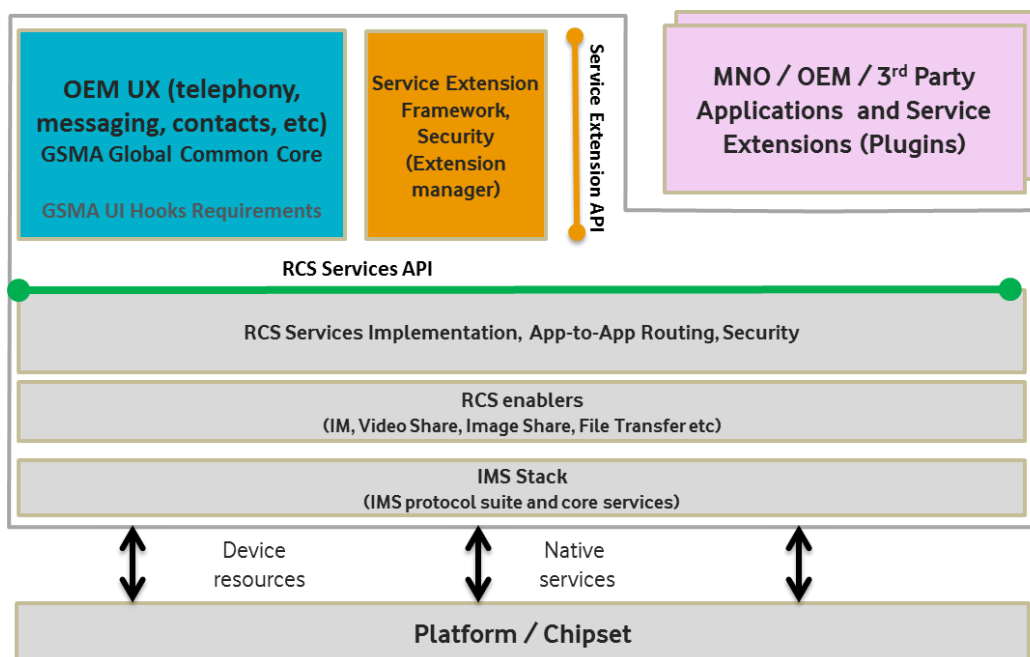 OEM UX (telephony,
messaging, contacts, etc)
GSMA Global Common Core
GSMA UI Hooks Requirements
Service Extension
Framework,
Security
(Extension
manager)
Service Extension API
MNO / OEM / 3rd Party
Applications and Service
Extensions (Plugins)
RCS Services API
RCS Services Implementation, App-to-App Routing, Security
RCS enablers
(IM, Video Share, Image Share, File Transfer etc)
IMS Stack
(IMS protocol suite and core services)
Device
resources
Native
services
Platform / Chipset